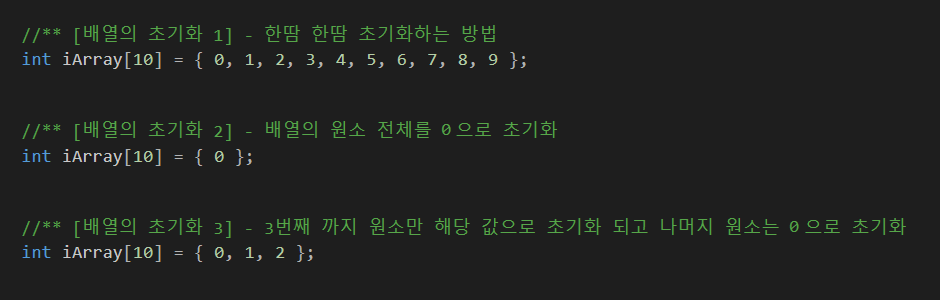 //** [배열의 초기화 1] - 한땀 한땀 초기화하는 방법
int iArray[10] = { 0, 1, 2, 3, 4, 5, 6, 7, 8, 9 };
//** [배열의 초기화 2] - 배열의 원소 전체를 0으로 초기화
int iArray[10] = { 0 };
//** [배열의 초기화 3] - 3번째 까지 원소만 해당 값으로 초기화 되고 나머지 원소는 0으로 초기화
int iArray[10] = { 0, 1, 2 };